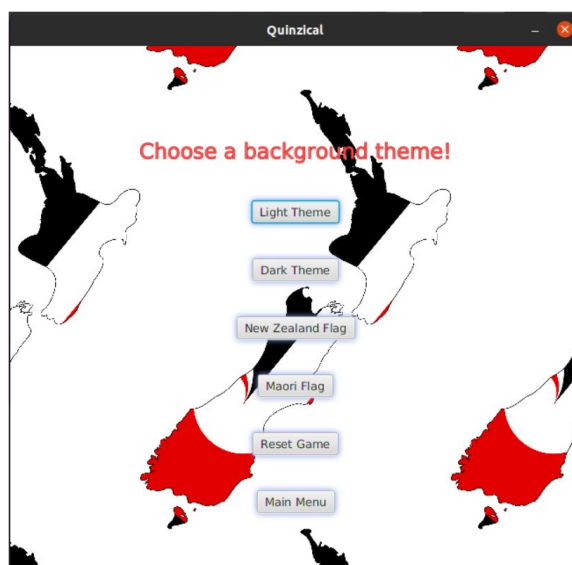 Quinzical
Choose a background theme!
Light Theme
Dark Theme
New Zealand Flag
Maori Flag
Reset Game
Main Menu